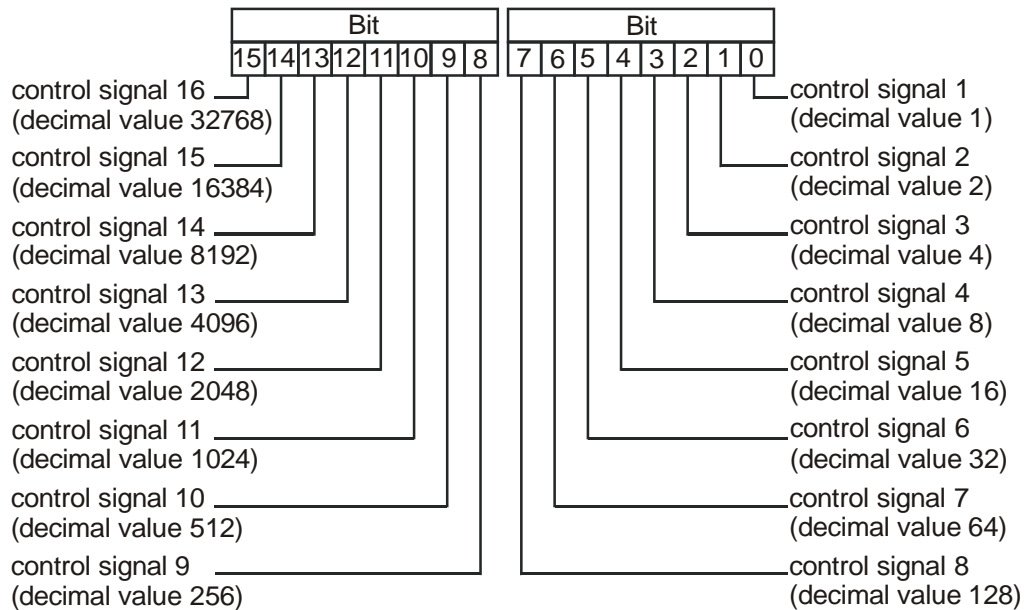 Bit
15 14 13 12 11 10 9 8
control signal 16
(decimal value 32768)
control signal 15
(decimal value 16384)
control signal 14
(decimal value 8192)
control signal 13
(decimal value 4096)
control signal 12
(decimal value 2048)
control signal 11
(decimal value 1024)
control signal 10
(decimal value 512)
control signal 9
(decimal value 256)
Bit
7 6 5 4 3 2 1 0
control signal 1
(decimal value 1)
control signal 2
(decimal value 2)
control signal 3
(decimal value 4)
control signal 4
(decimal value 8)
control signal 5
(decimal value 16)
control signal 6
(decimal value 32)
control signal 7
(decimal value 64)
control signal 8
(decimal value 128)